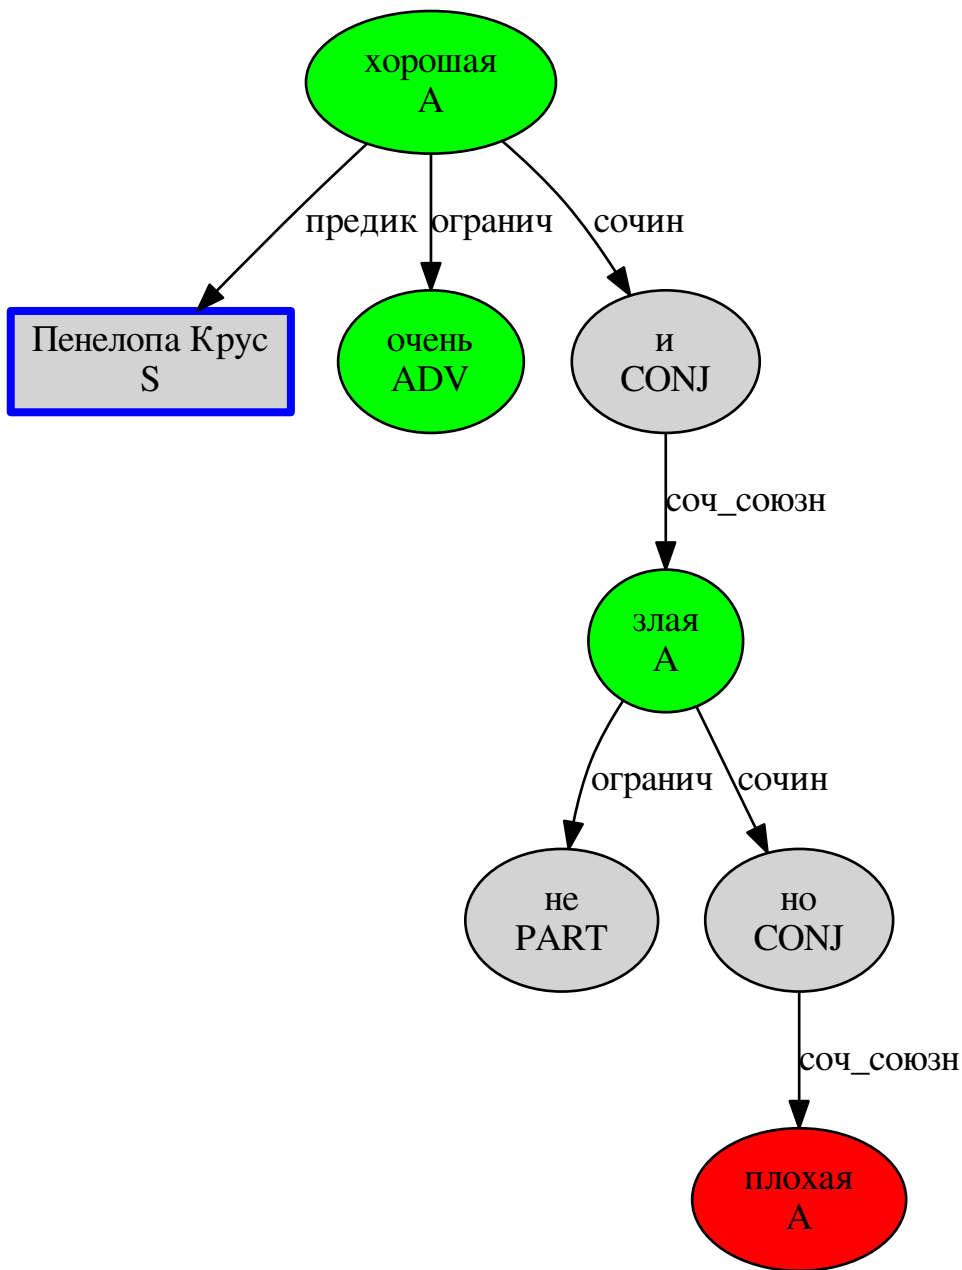 хорошая
A
предик
огранич
сочин
Пенелопа Крус
S
очень
ADV
и
CONJ
соч_союзн
злая
A
огранич
сочин
не
PART
но
CONJ
соч_союзн
плохая
A